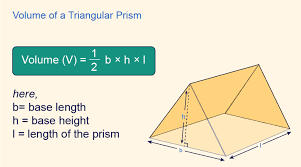 Volume of a Triangular Prism
Volume (V) = 1/2 b × h × l
here,
b= base length
h = base height
l = length of the prism
h
b
l